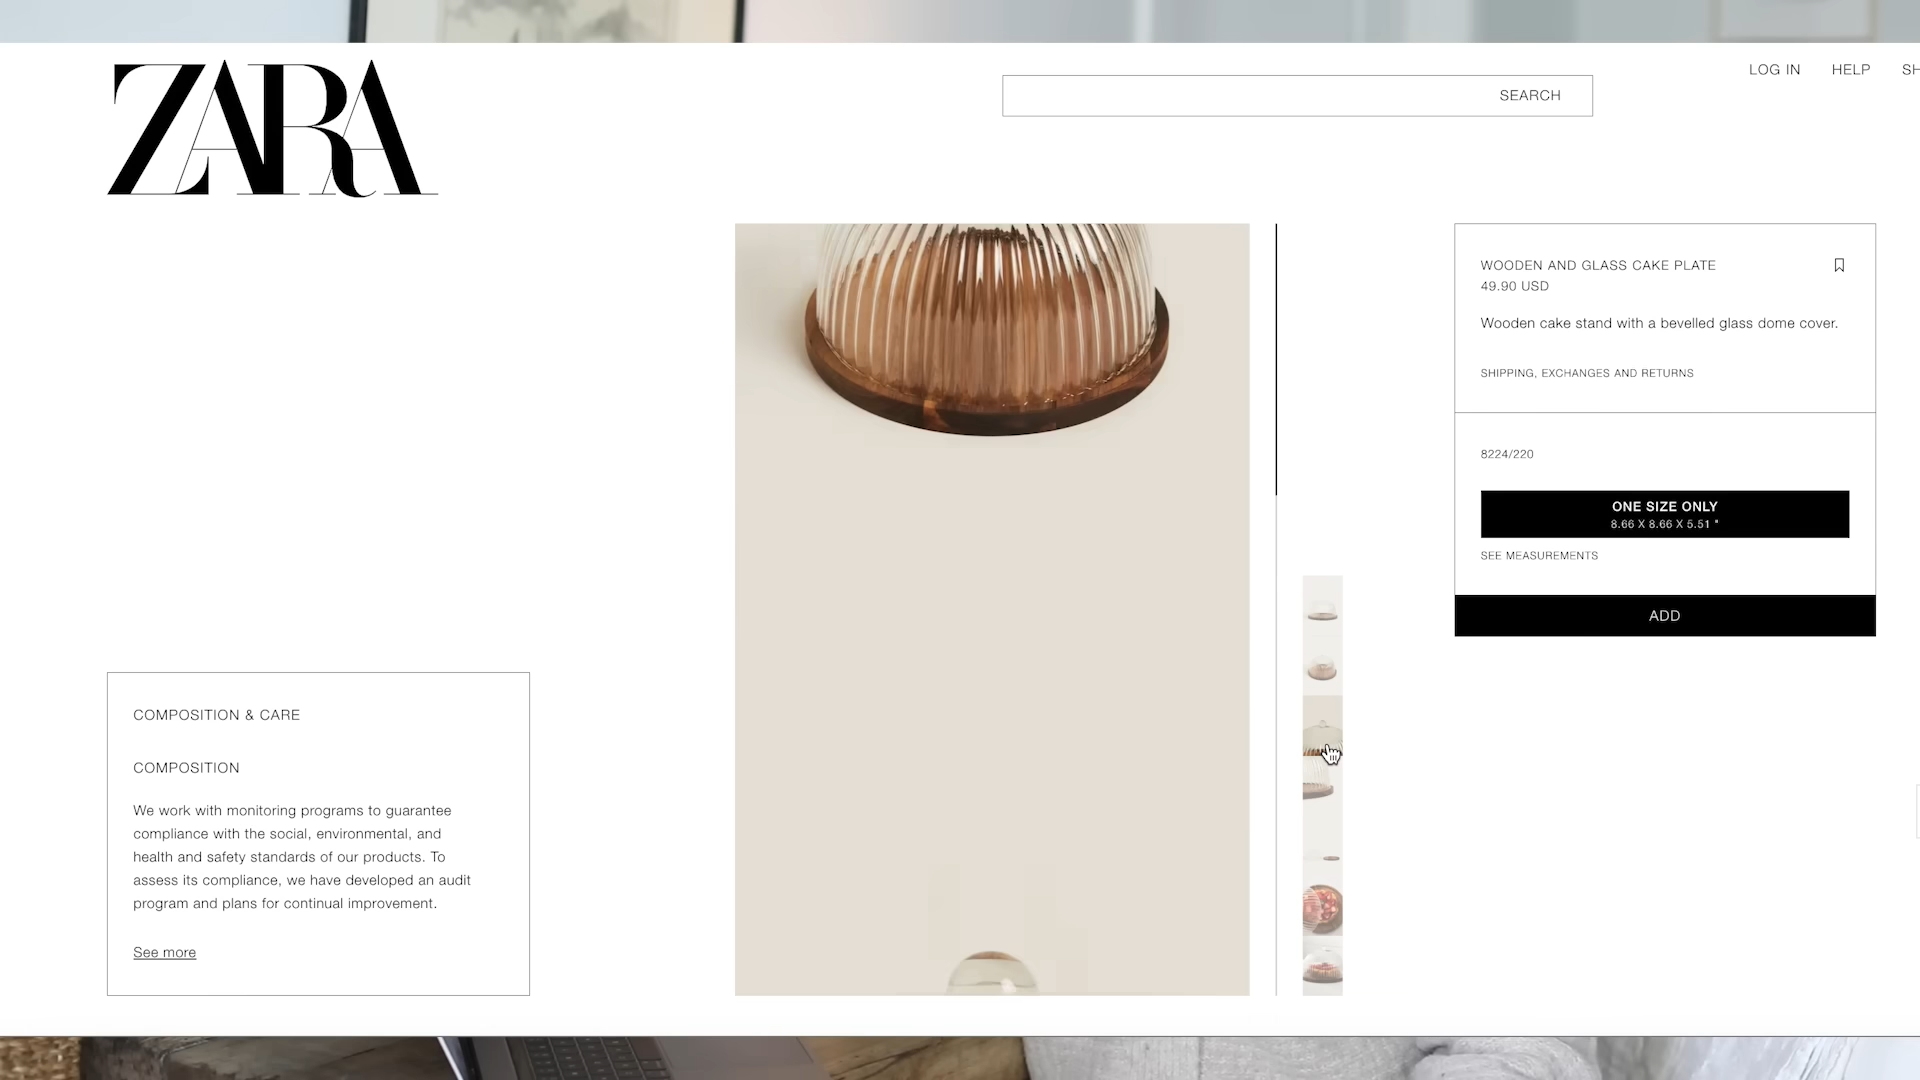 ZARA
SEARCH
LOG IN
HELP
SH
WOODEN AND GLASS CAKE PLATE
49.90 USD
Wooden cake stand with a bevelled glass dome cover.
SHIPPING, EXCHANGES AND RETURNS
8224/220
ONE SIZE ONLY
8.66 X 8.66 X 5.51 "
SEE MEASUREMENTS
ADD
COMPOSITION & CARE
COMPOSITION
We work with monitoring programs to guarantee
compliance with the social, environmental, and
health and safety standards of our products. To
assess its compliance, we have developed an audit
program and plans for continual improvement.
See more